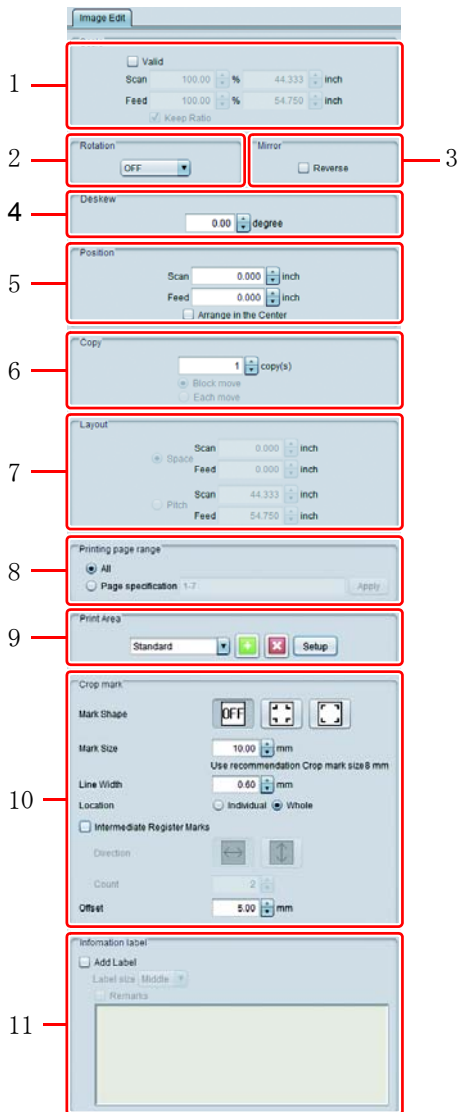 Image Edit
1
Valid
Scan 100.00 % 44.333 inch
Feed 100.00 % 54.750 inch
Keep Ratio
2
Rotation
OFF
Mirror
Reverse
3
4
Deskew
0.00 degree
5
Position
Scan 0.000 inch
Feed 0.000 inch
Arrange in the Center
6
Copy
1 copy(s)
Block move
Each move
7
Layout
Space
Scan 0.000 inch
Feed 0.000 inch
Pitch
Scan 44.333 inch
Feed 54.750 inch
8
Printing page range
All
Page specification 1-7 Apply
9
Print Area
Standard Setup
10
Crop mark
Mark Shape OFF
Mark Size 10.00 mm
Use recommendation Crop mark size8 mm
Line Width 0.60 mm
Location Individual Whole
Intermediate Register Marks
Direction
Count 2
Offset 5.00 mm
11
Infomation label
Add Label
Label size Middle
Remarks